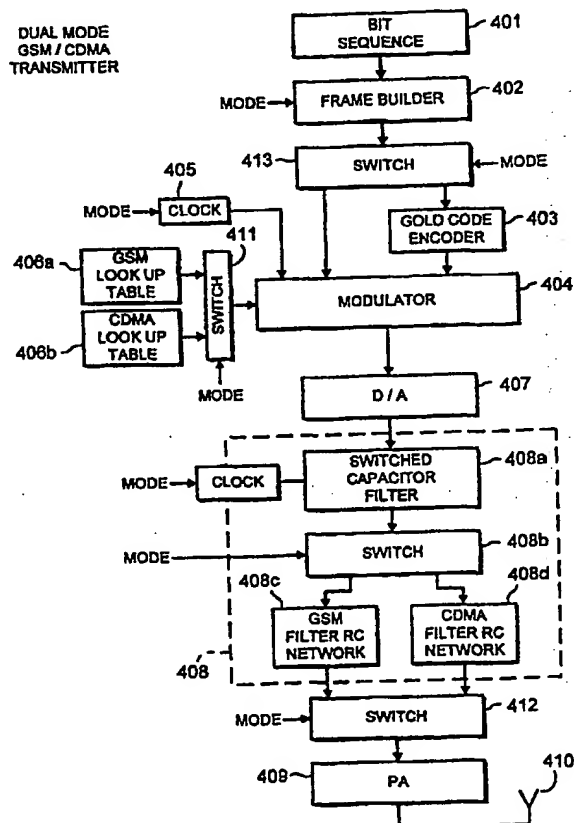 DUAL MODE
GSM / CDMA
TRANSMITTER
BIT
SEQUENCE
401
MODE
FRAME BUILDER
402
413
SWITCH
MODE
405
MODE
CLOCK
411
GOLD CODE
ENCODER
403
406a
GSM
LOOK UP
TABLE
SWITCH
MODULATOR
404
406b
CDMA
LOOK UP
TABLE
MODE
D / A
407
MODE
CLOCK
SWITCHED
CAPACITOR
FILTER
408a
MODE
SWITCH
408b
408c
408d
GSM
FILTER RC
NETWORK
CDMA
FILTER RC
NETWORK
408
MODE
SWITCH
412
409
PA
410